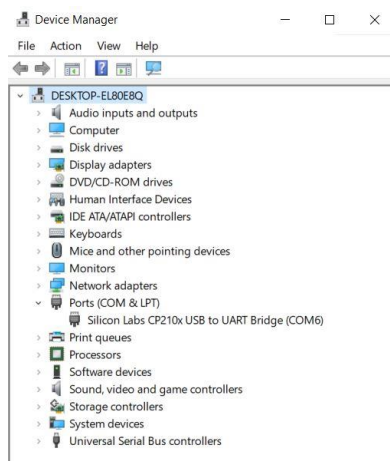 Device Manager
File Action View Help
DESKTOP-EL80E8Q
Audio inputs and outputs
Computer
Disk drives
Display adapters
DVD/CD-ROM drives
Human Interface Devices
IDE ATA/ATAPI controllers
Keyboards
Mice and other pointing devices
Monitors
Network adapters
Ports (COM & LPT)
Silicon Labs CP210x USB to UART Bridge (COM6)
Print queues
Processors
Software devices
Sound, video and game controllers
Storage controllers
System devices
Universal Serial Bus controllers